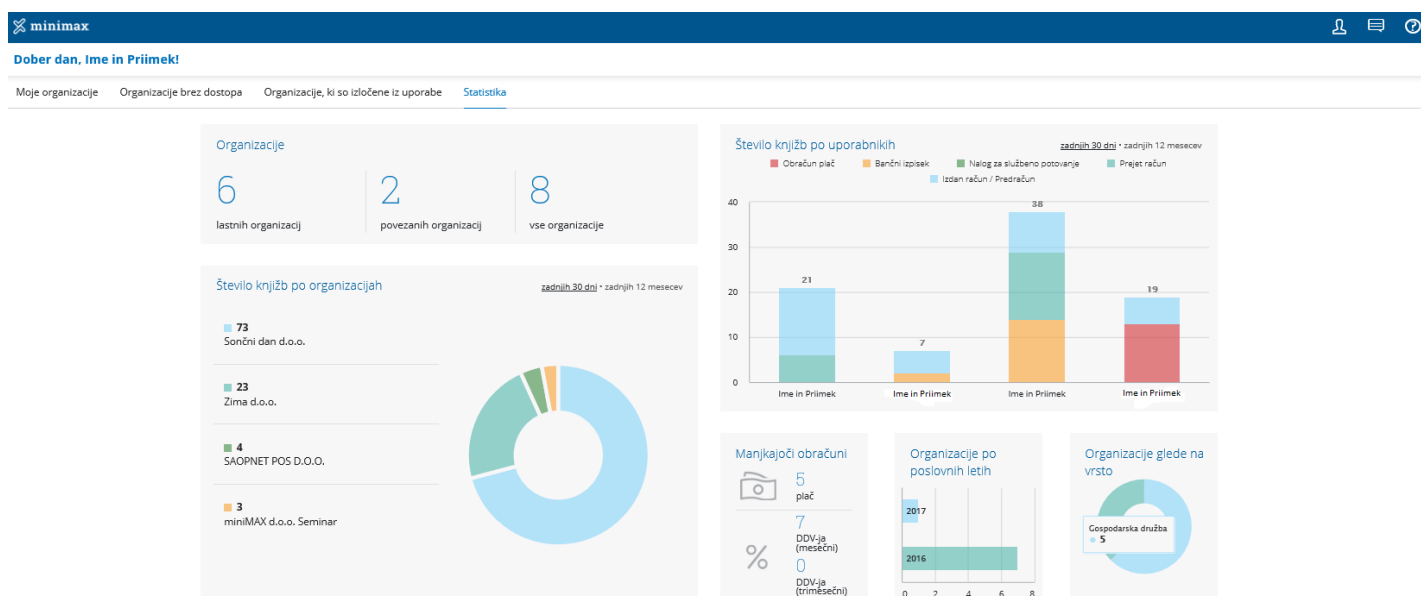 minimax
Dober dan, Ime in Priimek!
Moje organizacije Organizacije brez dostopa Organizacije, ki so izločene iz uporabe Statistika
Organizacije
6 2 8
lastnih organizacij povezanih organizacij vse organizacije
Število knjižb po organizacijah zadnjih 30 dni • zadnjih 12 mesecev
73
Sončni dan d.o.o.
23
Zima d.o.o.
4
SAOPNET POS D.O.O.
3
miniMAX d.o.o. Seminar
Število knjižb po uporabnikih zadnjih 30 dni • zadnjih 12 mesecev
Obračun plač Bančni izpisek Nalog za službeno potovanje Prejet račun
Izdan račun / Predračun
40
38
30
21
20
19
10
7
0
Ime in Priimek Ime in Priimek Ime in Priimek Ime in Priimek
Manjkajoči obračuni
5
plač
%
7
DDV-ja
(mesečni)
0
DDV-ja
(trimesečni)
Organizacije po
poslovnih letih
2017
2016
0 2 4 6 8
Organizacije glede na
vrsto
Gospodarska družba
5